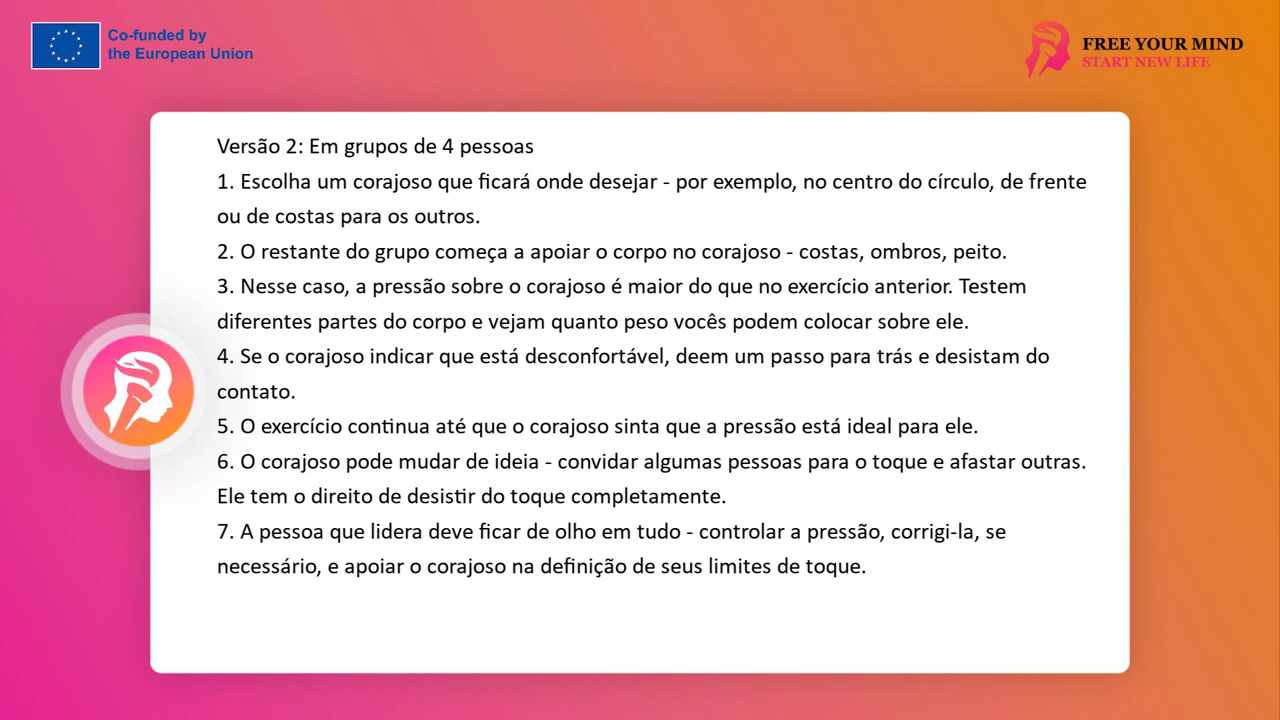 Co-funded by
the European Union
FREE YOUR MIND
START NEW LIFE
Versão 2: Em grupos de 4 pessoas
1. Escolha um corajoso que ficará onde desejar - por exemplo, no centro do círculo, de frente
ou de costas para os outros.
2. O restante do grupo começa a apoiar o corpo no corajoso - costas, ombros, peito.
3. Nesse caso, a pressão sobre o corajoso é maior do que no exercício anterior. Testem
diferentes partes do corpo e vejam quanto peso vocês podem colocar sobre ele.
4. Se o corajoso indicar que está desconfortável, deem um passo para trás e desistam do
contato.
5. O exercício continua até que o corajoso sinta que a pressão está ideal para ele.
6. O corajoso pode mudar de ideia - convidar algumas pessoas para o toque e afastar outras.
Ele tem o direito de desistir do toque completamente.
7. A pessoa que lidera deve ficar de olho em tudo - controlar a pressão, corrigi-la, se
necessário, e apoiar o corajoso na definição de seus limites de toque.